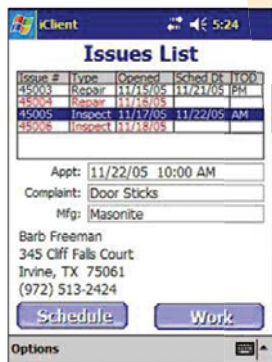 iClient 5:24
Issues List
Issue # Type Opened Sched Dt TOD
45003 Repair 11/15/05 11/21/05 PM
45004 Repair 11/16/05
45005 Inspect 11/17/05 11/22/05 AM
45006 Inspect 11/18/05
Appt: 11/22/05 10:00 AM
Complaint: Door Sticks
Mfg: Masonite
Barb Freeman
345 Cliff Falls Court
Irvine, TX 75061
(972) 513-2424
Schedule Work
Options